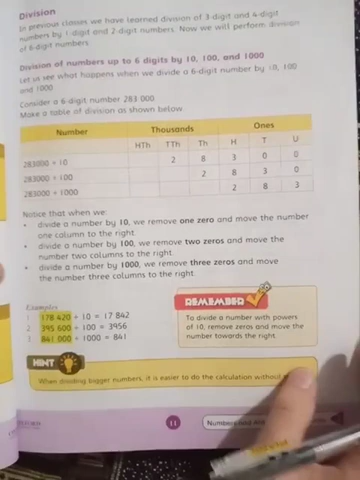 Division
In previous classes we have learned division of 3-digit and 4-digit
numbers by 1-digit and 2-digit numbers. Now we will perform division
of 6-digit numbers.
Division of numbers up to 6 digits by 10, 100, and 1000
Let us see what happens when we divide a 6-digit number by 10, 100
and 1000
Consider a 6-digit number 283 000
Make a table of division as shown below.
Number Thousands Ones
HTh TTh Th H T U
283000 ÷ 10 2 8 3 0 0
283000 ÷ 100 2 8 3 0
283000 ÷ 1000 2 8 3
Notice that when we:
• divide a number by 10, we remove one zero and move the number
one column to the right.
• divide a number by 100, we remove two zeros and move the
number two columns to the right.
• divide a number by 1000, we remove three zeros and move
the number three columns to the right.
Examples
1 178 420 ÷ 10 = 17 842
2 395 600 ÷ 100 = 3956
3 841 000 ÷ 1000 = 841
REMEMBER
To divide a number with powers
of 10, remove zeros and move the
number towards the right.
HINT
When dividing bigger numbers, it is easier to do the calculation without
11
Numbers and